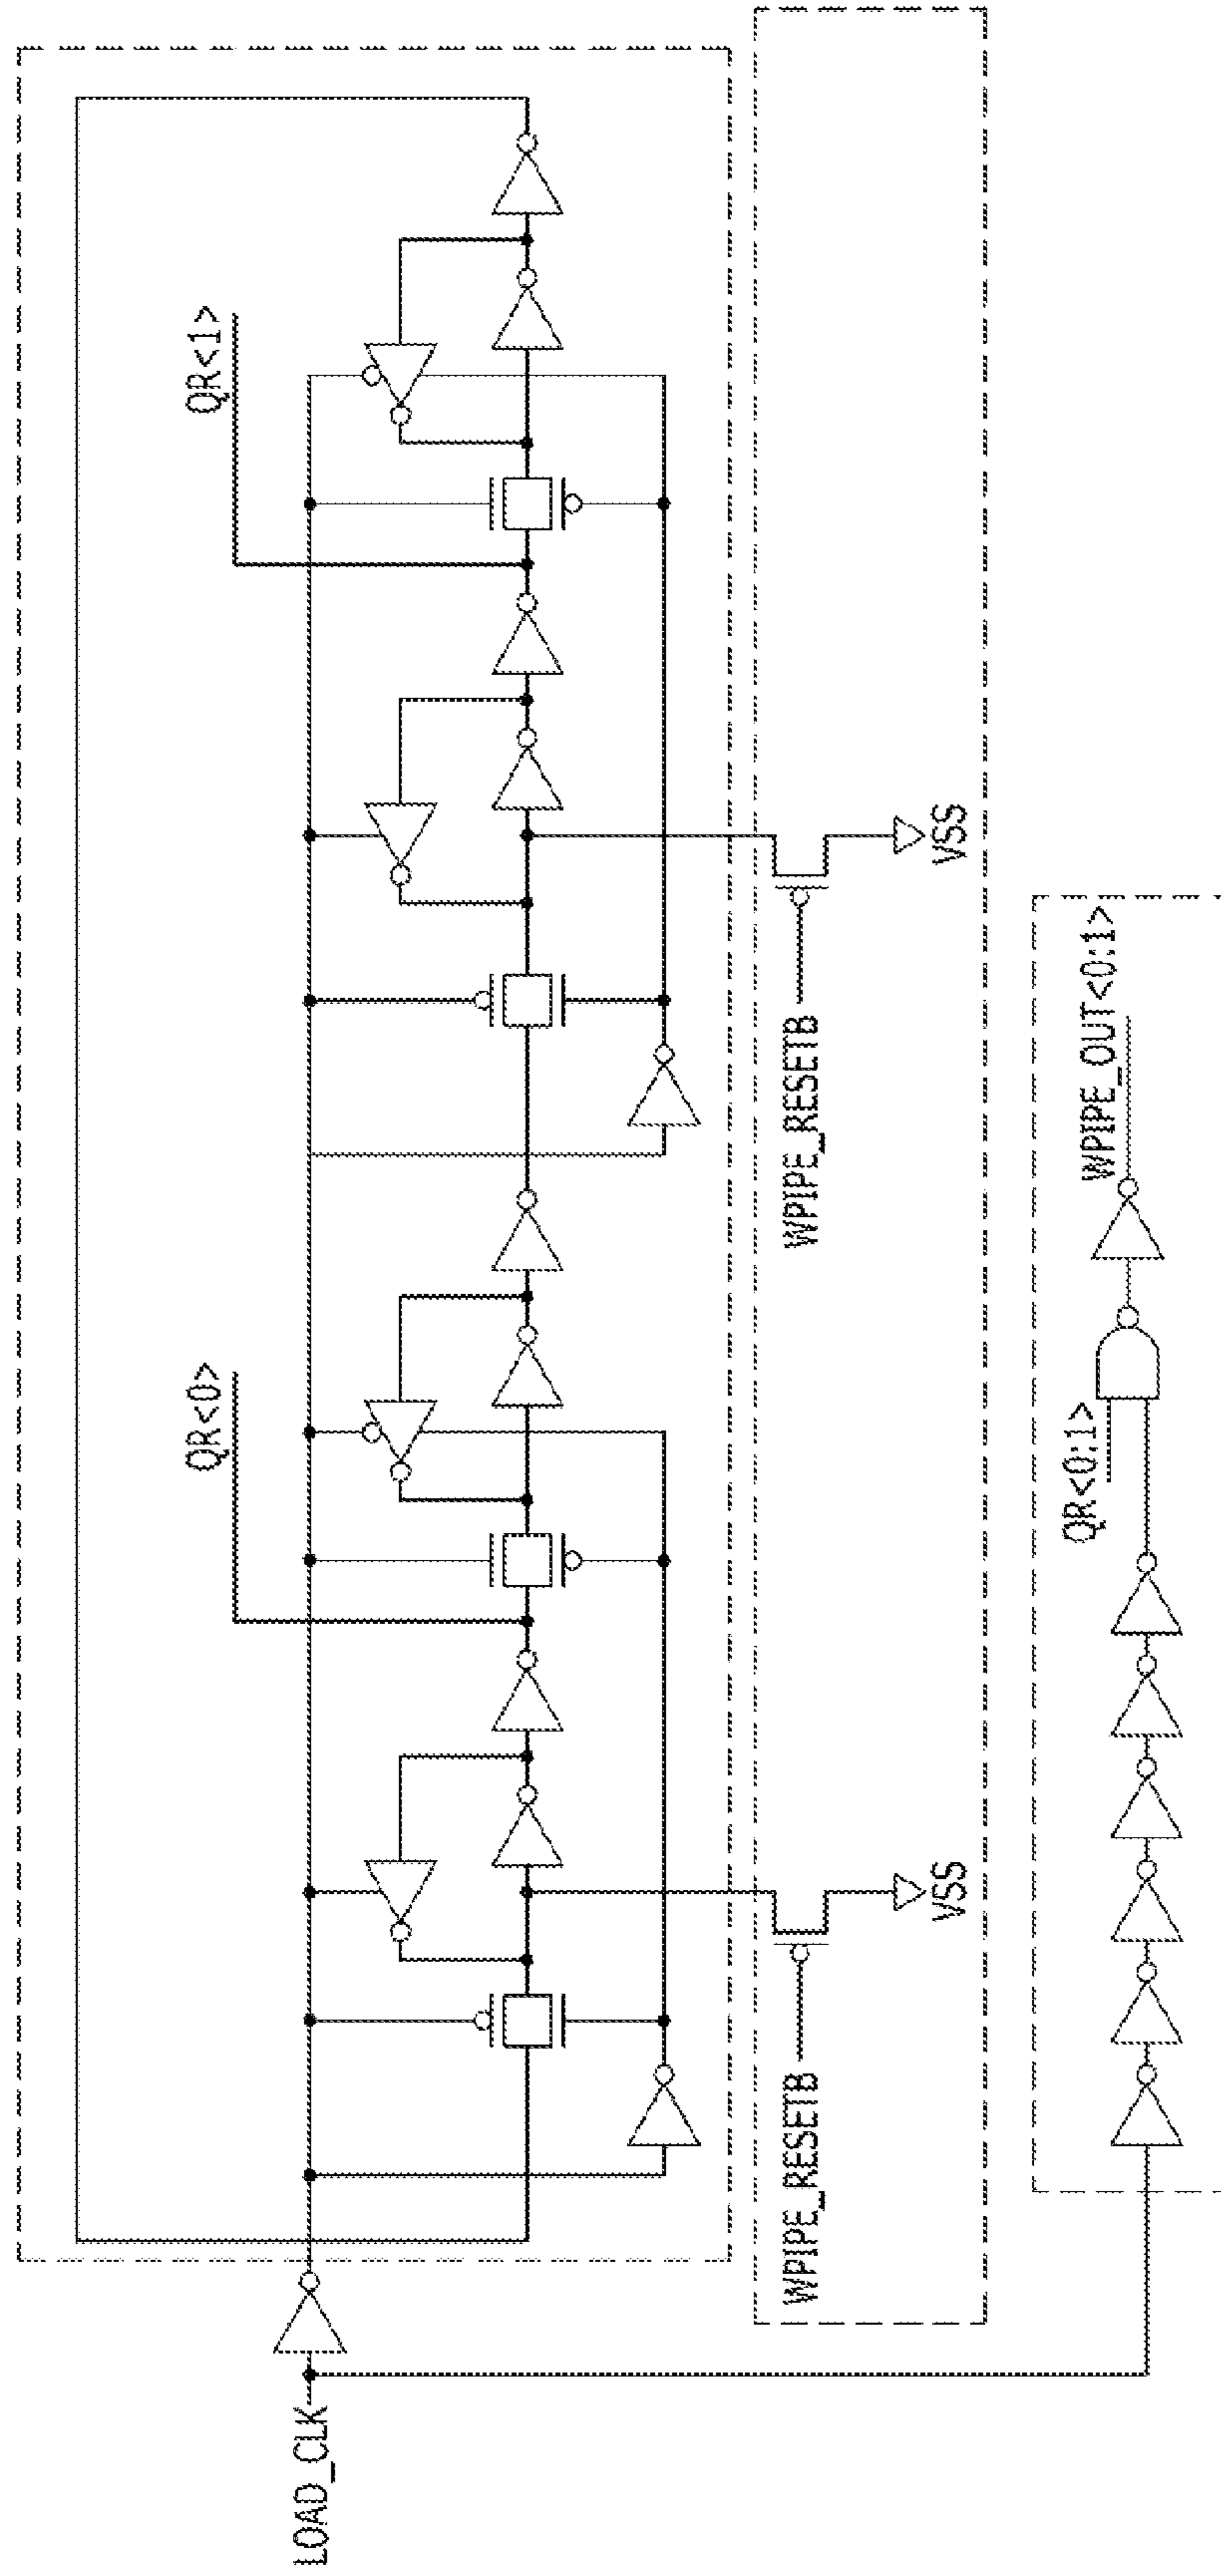 QR<0>
QR<1>
LOAD_CLK
WPIPE_RESETB
VSS
WPIPE_RESETB
VSS
QR<0:1>
WPIPE_OUT<0:1>